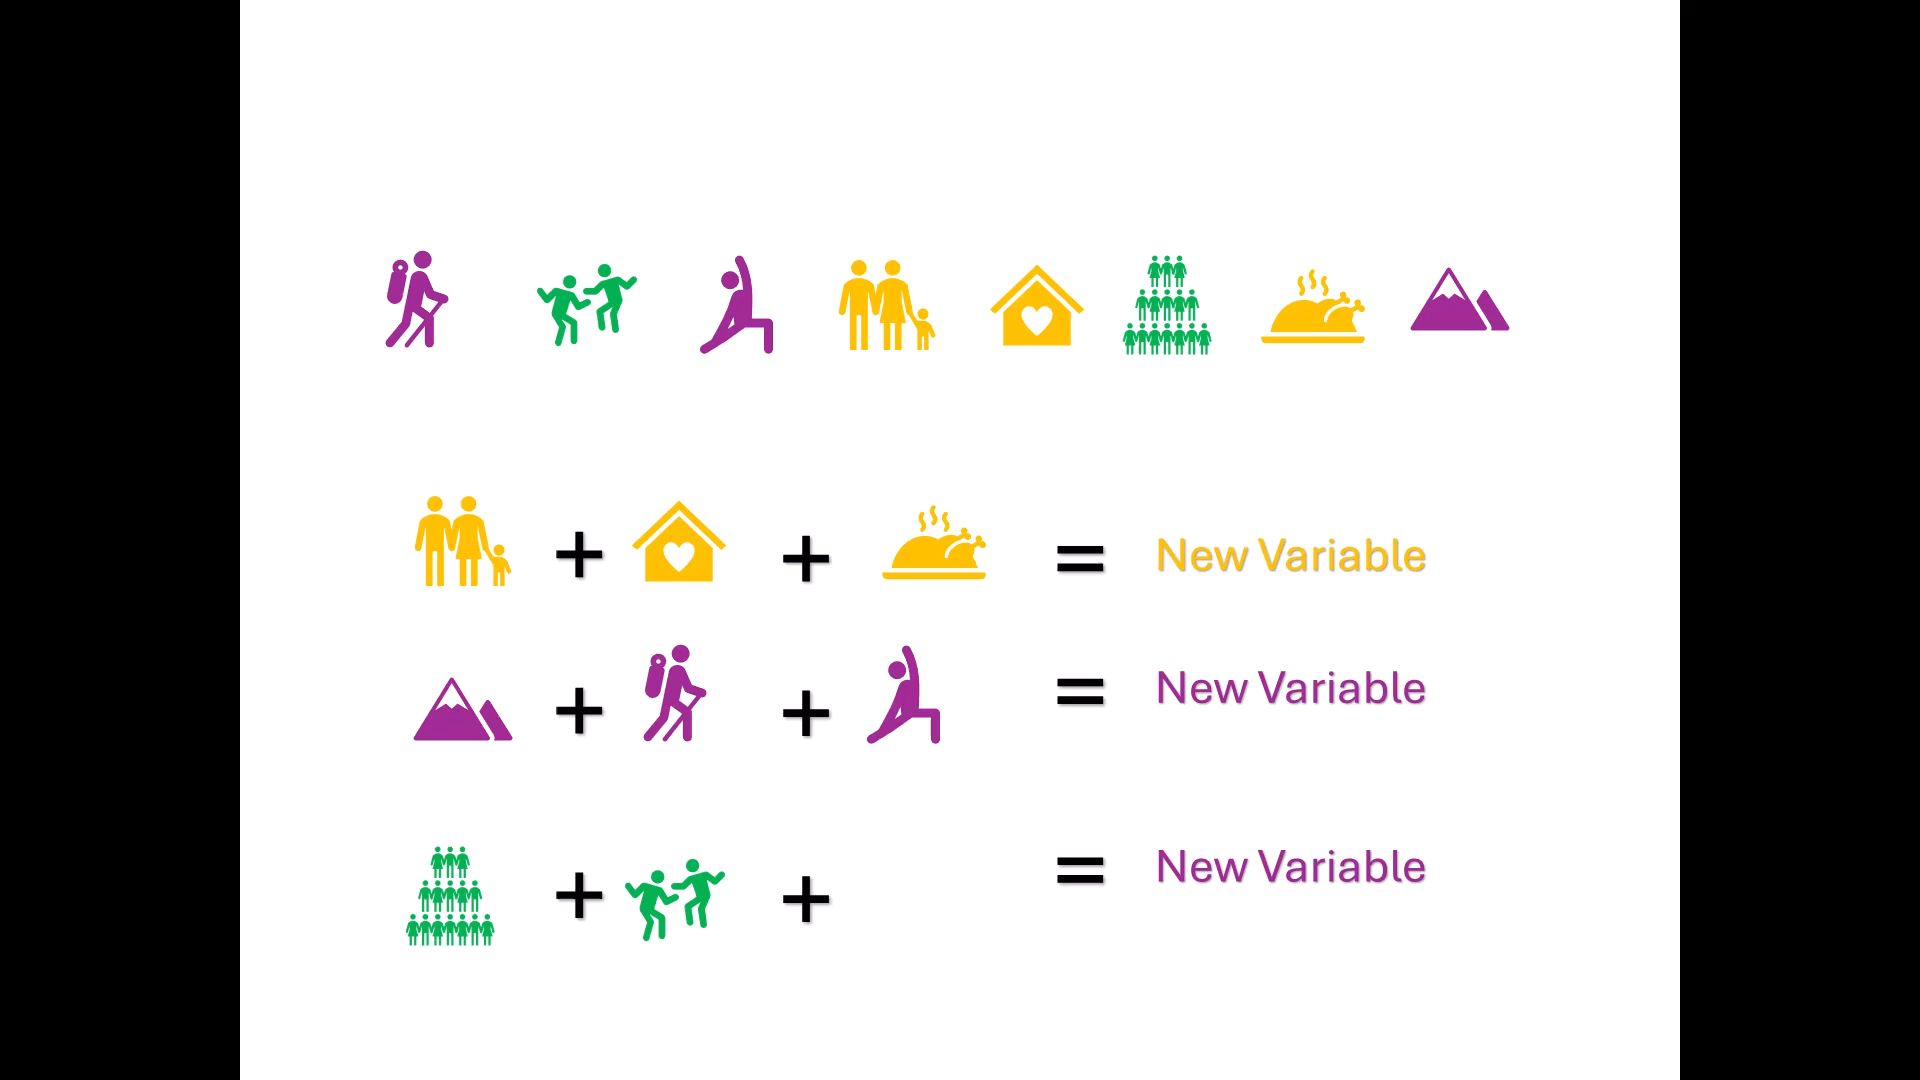 + + = New Variable
+ + = New Variable
+ + = New Variable